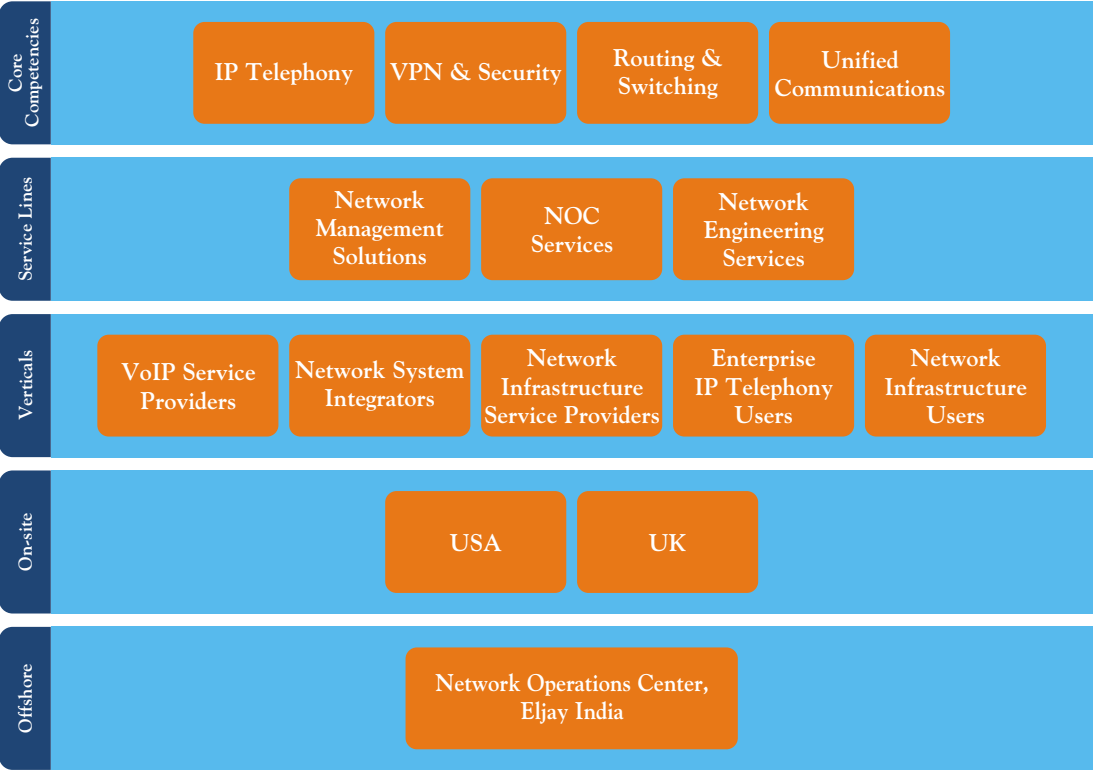 Core
Competencies
IP Telephony
VPN & Security
Routing &
Switching
Unified
Communications
Service Lines
Network
Management
Solutions
NOC
Services
Network
Engineering
Services
Verticals
VoIP Service
Providers
Network System
Integrators
Network
Infrastructure
Service Providers
Enterprise
IP Telephony
Users
Network
Infrastructure
Users
On-site
USA
UK
Offshore
Network Operations Center,
Eljay India